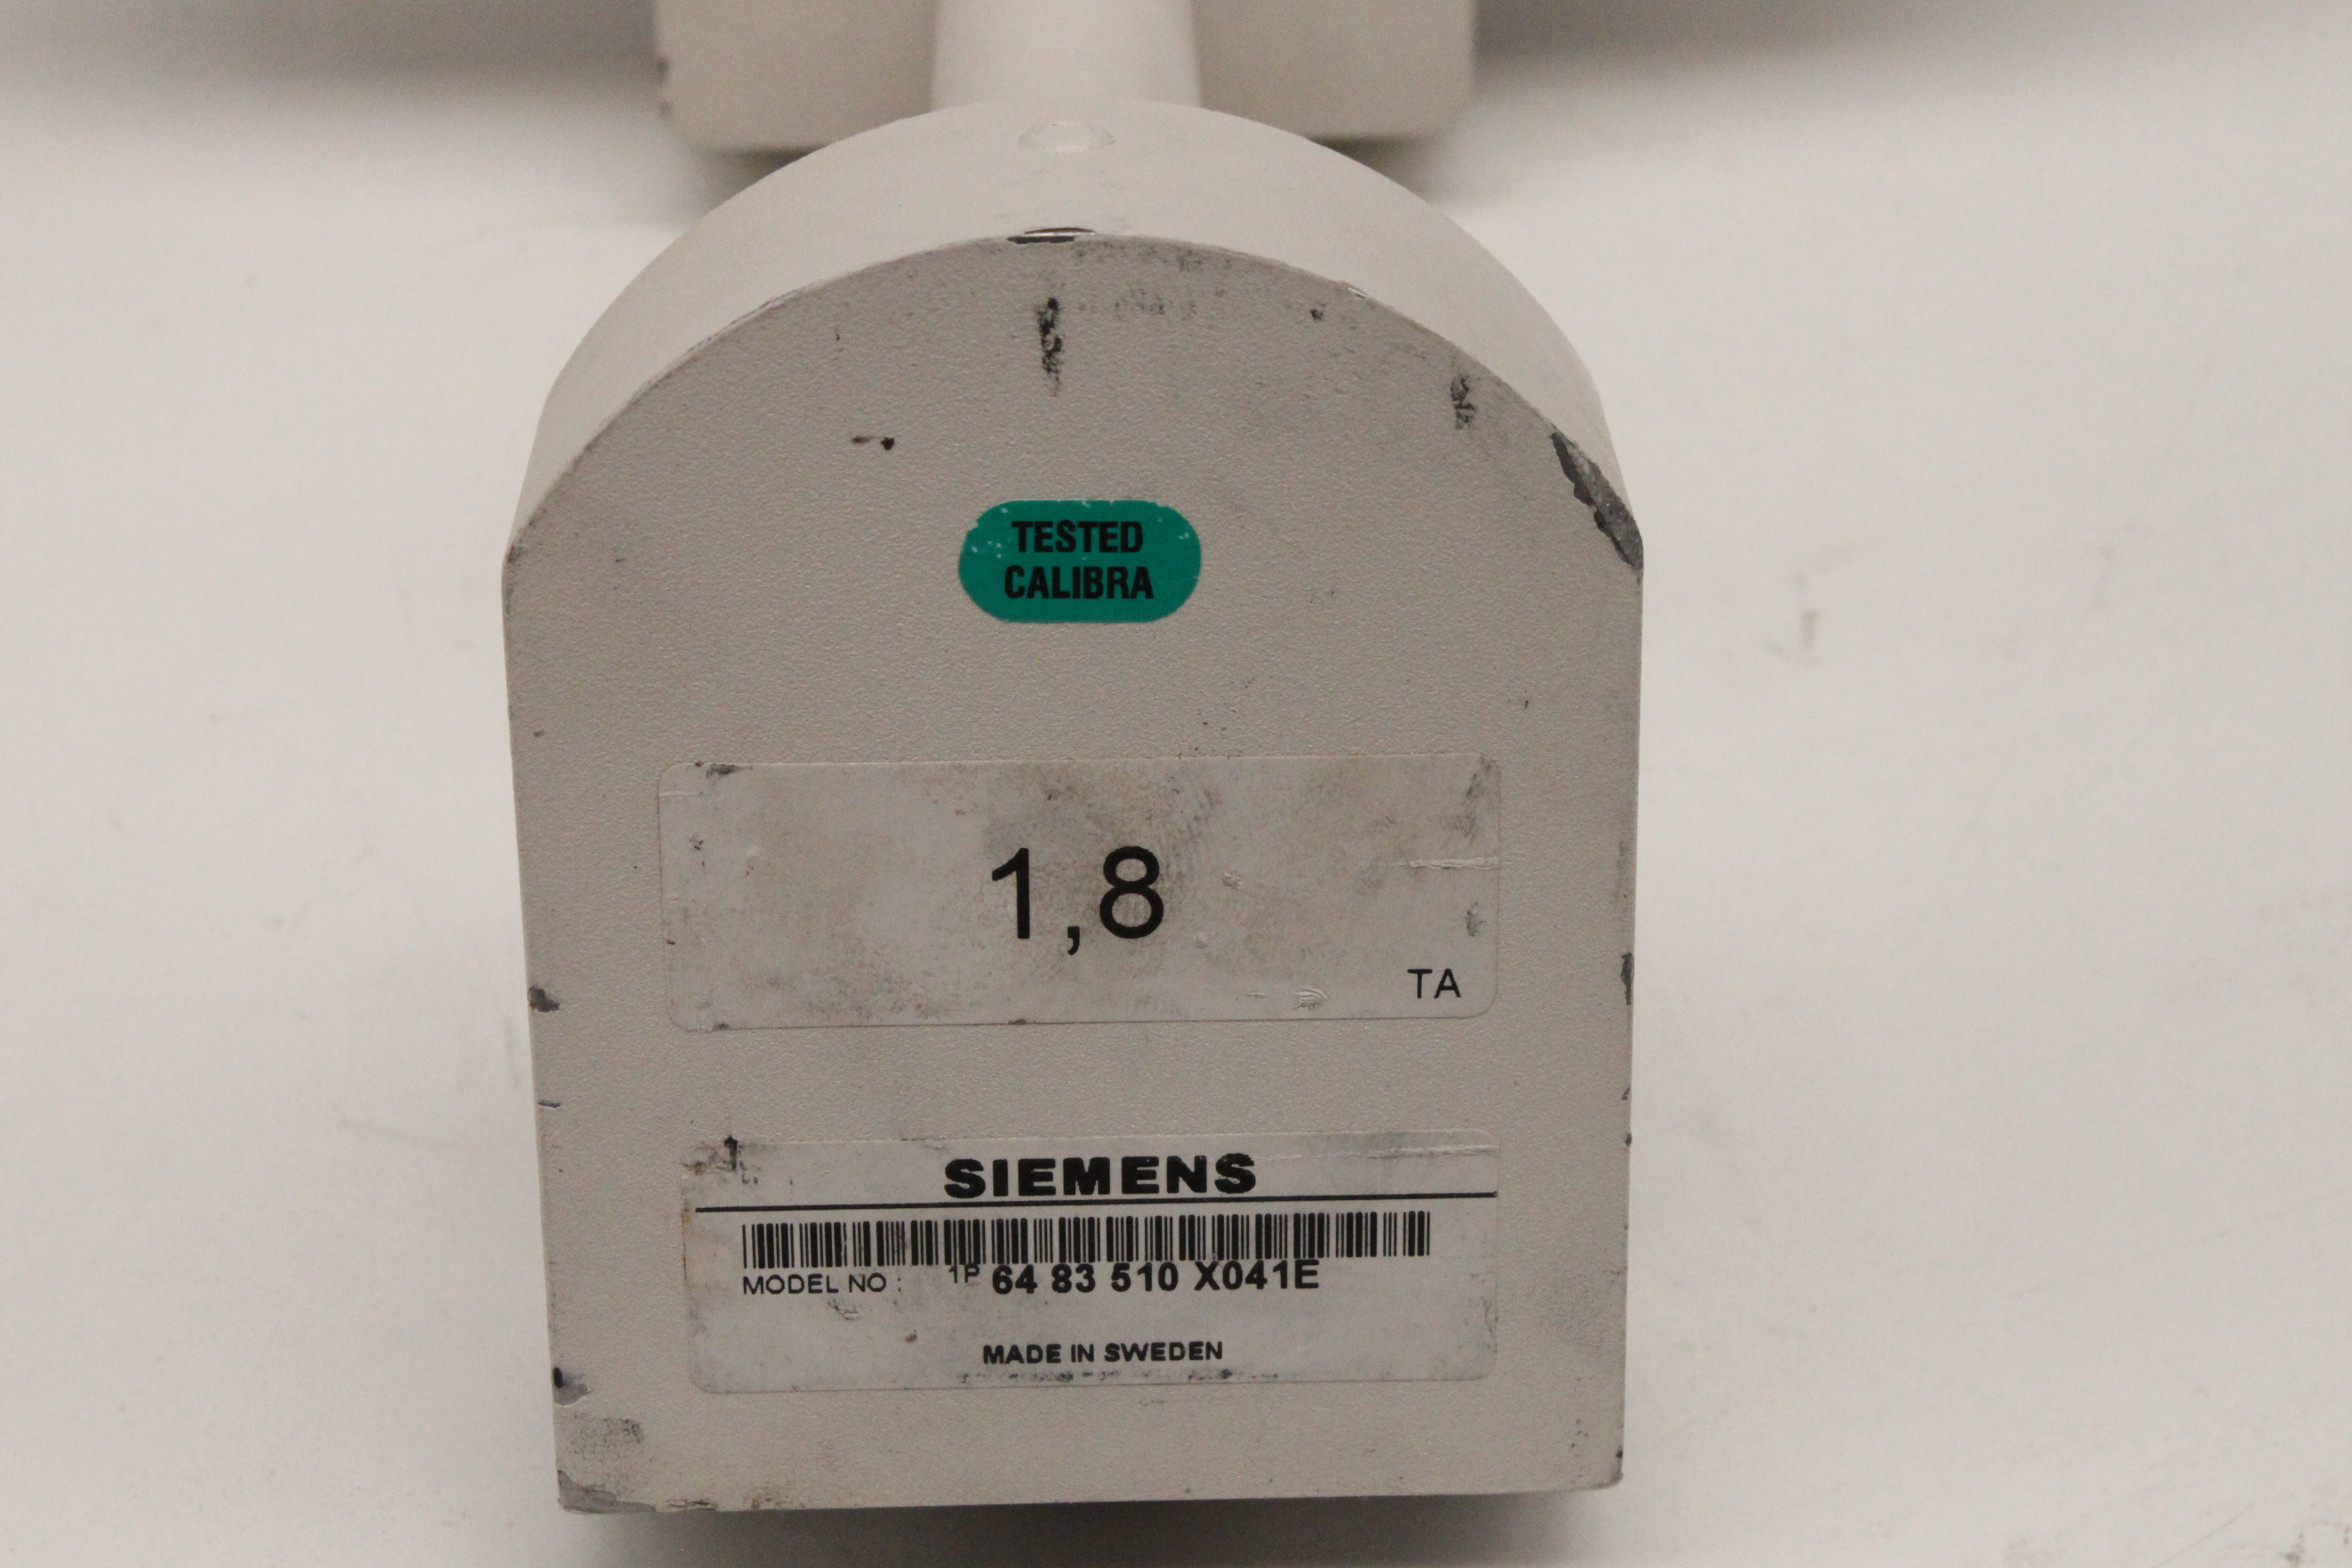 TESTED
CALIBRA
1,8
TA
SIEMENS
MODEL NO : 1P 64 83 510 X041E
MADE IN SWEDEN